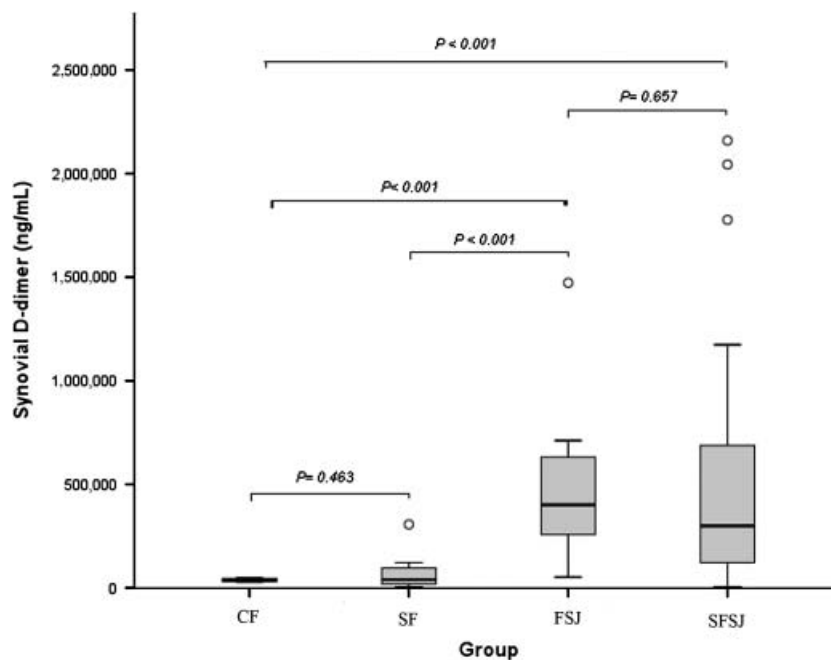 P < 0.001
2,500,000
P= 0.657
2,000,000
P< 0.001
P < 0.001
1,500,000
Synovial D-dimer (ng/mL)
1,000,000
P= 0.463
500,000
0
CF SF FSJ SFSJ
Group